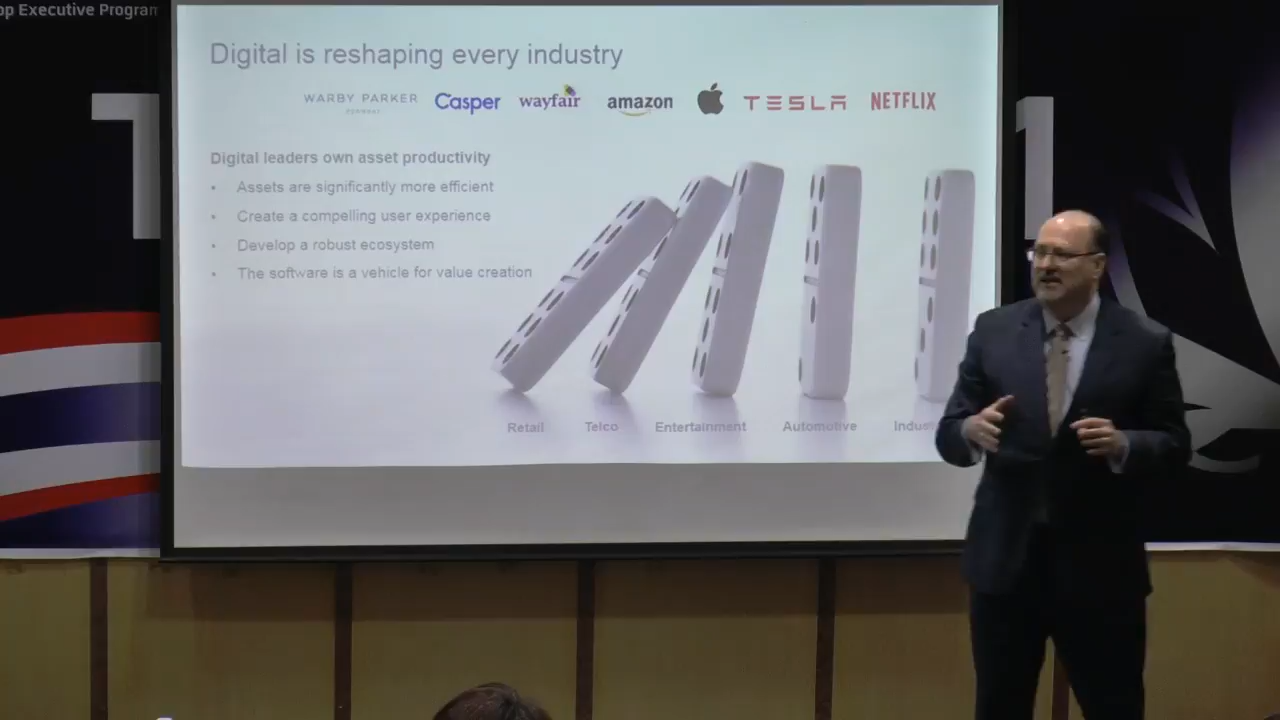 op Executive Program
Digital is reshaping every industry
WARBY PARKER
Casper
wayfair
amazon
TESLA
NETFLIX
Digital leaders own asset productivity
• Assets are significantly more efficient
• Create a compelling user experience
• Develop a robust ecosystem
• The software is a vehicle for value creation
Retail
Telco
Entertainment
Automotive
Indus